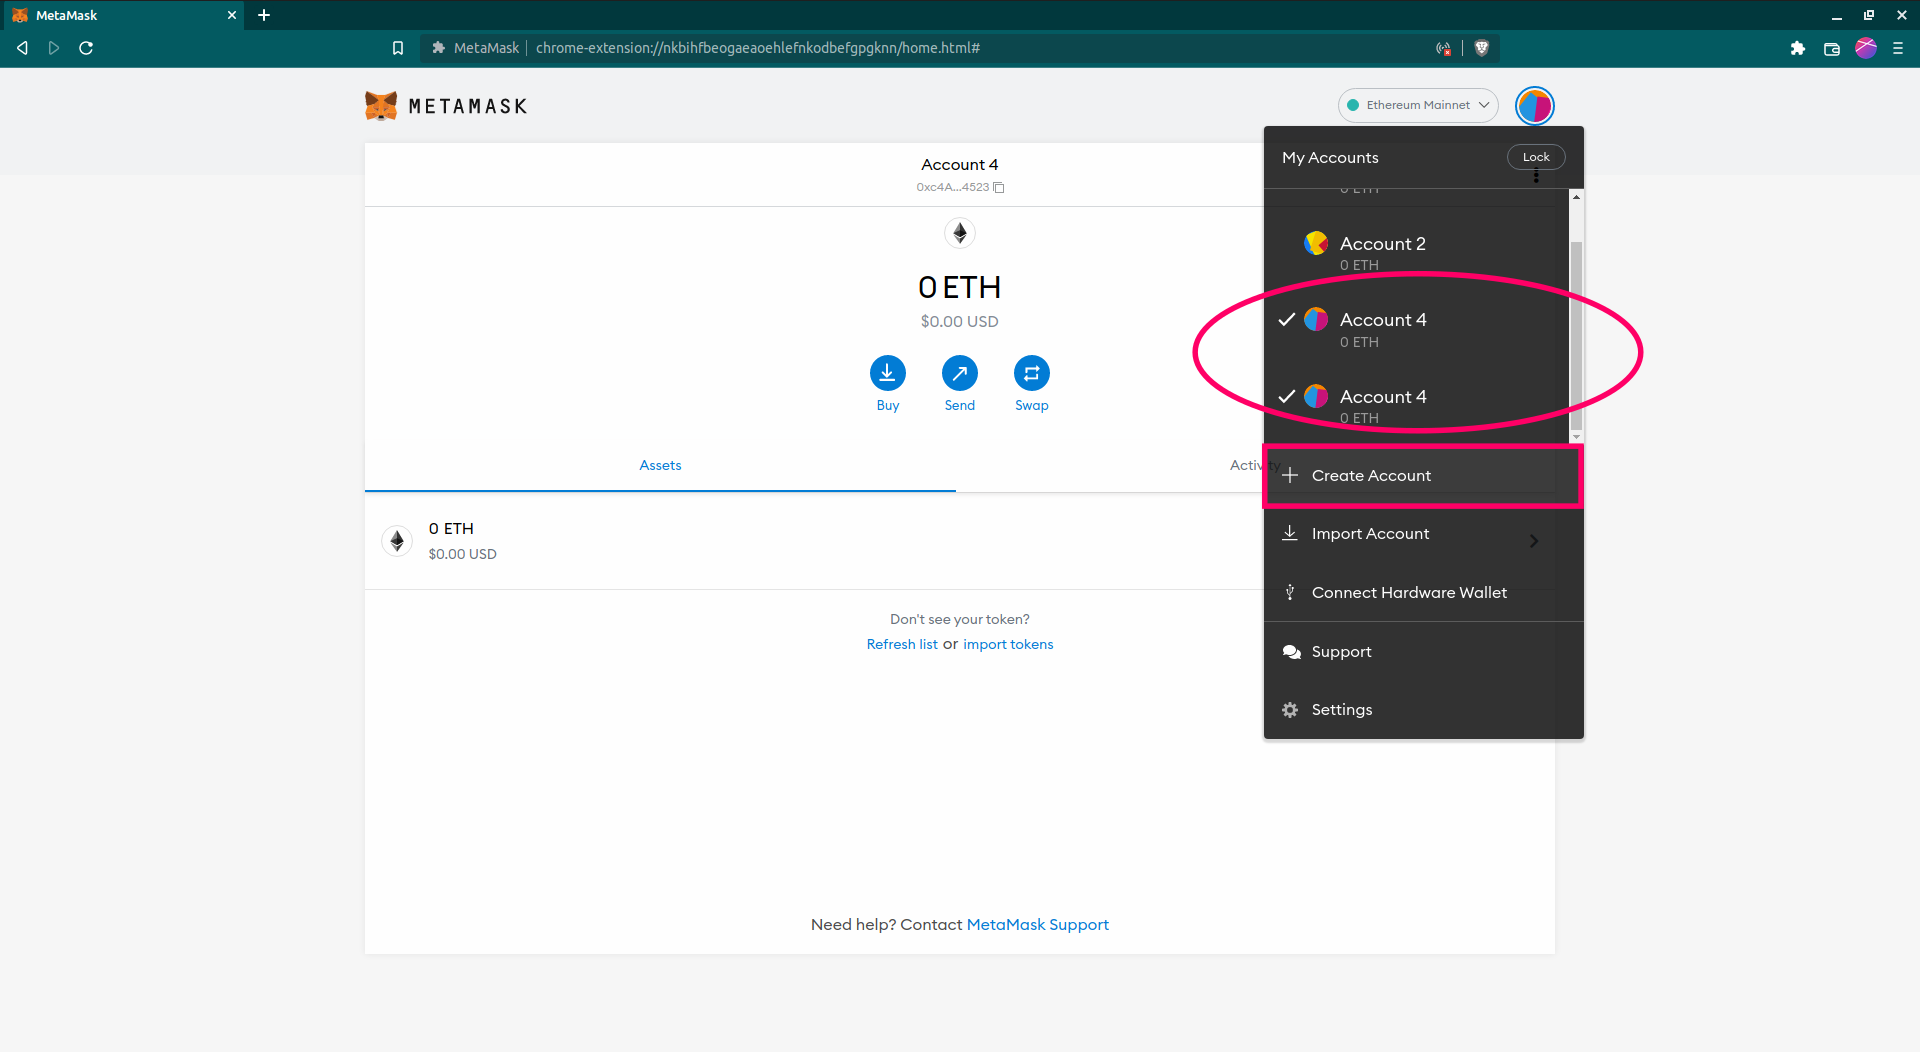 MetaMask
MetaMask
chrome-extension://nkbihfbeogaeaoehlefnkodbefgpgknn/home.html#
METAMASK
Ethereum Mainnet
Account 4
0xc4A...4523
0 ETH
$0.00 USD
Buy
Send
Swap
Assets
Activity
0 ETH
$0.00 USD
Don't see your token?
Refresh list or import tokens
Need help? Contact MetaMask Support
My Accounts
Lock
0 ETH
Account 2
0 ETH
Account 4
0 ETH
Account 4
0 ETH
Create Account
Import Account
Connect Hardware Wallet
Support
Settings